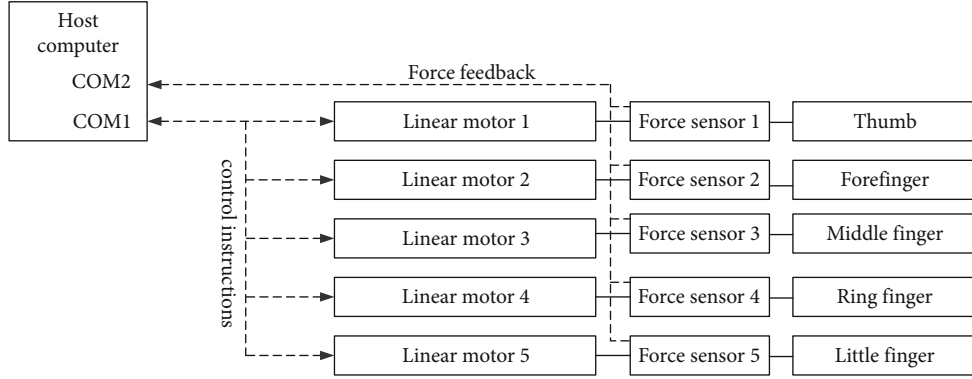 Host
computer
COM2
COM1
Force feedback
control instructions
Linear motor 1
Force sensor 1
Thumb
Linear motor 2
Force sensor 2
Forefinger
Linear motor 3
Force sensor 3
Middle finger
Linear motor 4
Force sensor 4
Ring finger
Linear motor 5
Force sensor 5
Little finger